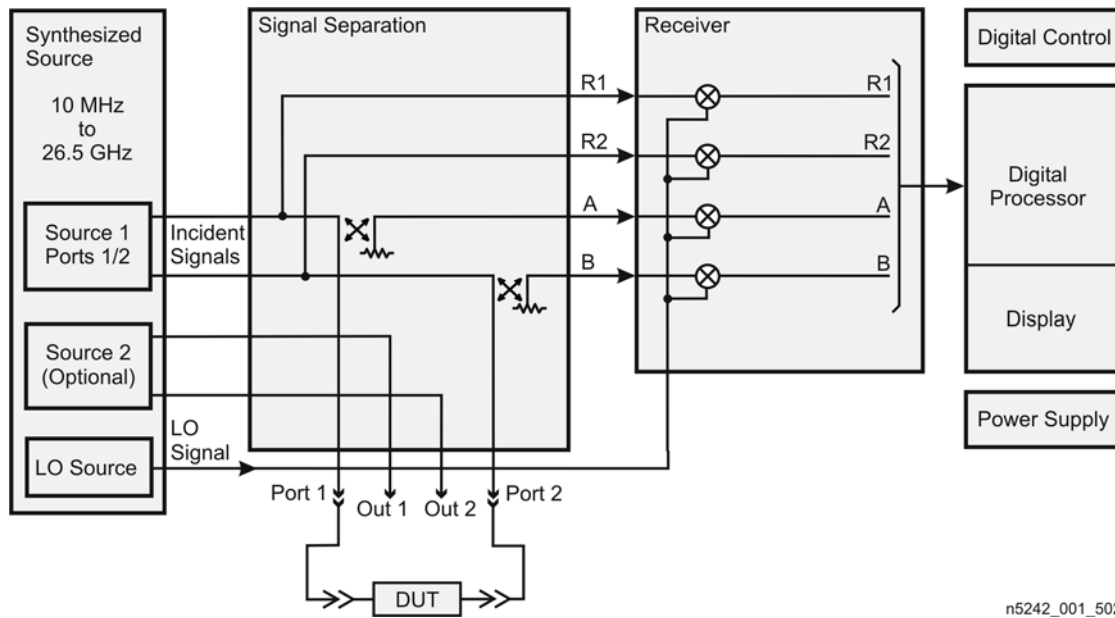 Synthesized
Source
10 MHz
to
26.5 GHz
Source 1
Ports 1/2
Source 2
(Optional)
LO Source
Incident
Signals
LO
Signal
Signal Separation
R1
R2
A
B
Port 1
Out 1
Out 2
Port 2
DUT
Receiver
R1
R2
A
B
Digital Control
Digital
Processor
Display
Power Supply
n5242_001_502